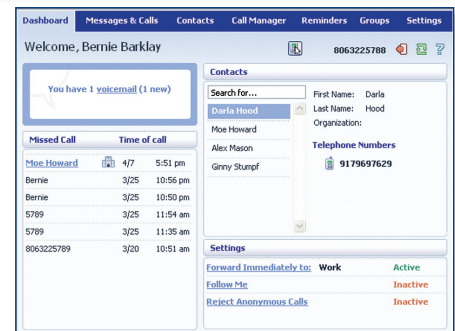 Dashboard Messages & Calls Contacts Call Manager Reminders Groups Settings
Welcome, Bernie Barklay
8063225788
You have 1 voicemail (1 new)
Missed Call Time of call
Moe Howard 4/7 5:51 pm
Bernie 3/25 10:56 pm
Bernie 3/25 10:50 pm
5789 3/25 11:54 am
5789 3/25 11:35 am
8063225789 3/20 10:51 am
Contacts
Search for...
Darla Hood
Moe Howard
Alex Mason
Ginny Stumpf
First Name: Darla
Last Name: Hood
Organization:
Telephone Numbers
9179697629
Settings
Forward Immediately to: Work Active
Follow Me Inactive
Reject Anonymous Calls Inactive